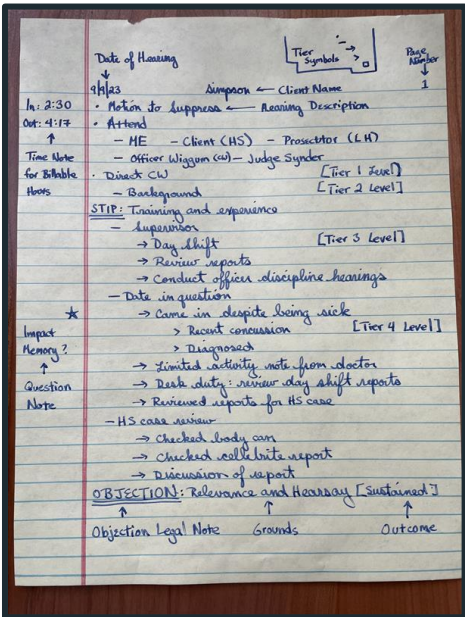 Date of Hearing
Tier Symbols
Page Number
9/9/23
Simpson ← Client Name
1
In: 2:30
• Motion to Suppress ← Hearing Description
Out: 4:17
• Attend
– ME – Client (HS) – Prosecutor (LH)
Time Note for Billable Hours
– Officer Wiggum (CW) – Judge Synder
• Direct CW [Tier 1 Level]
– Background [Tier 2 Level]
STIP: Training and experience
– Supervisor
→ Day Shift [Tier 3 Level]
→ Review reports
→ Conduct officer discipline hearings
– Date in question
★ → Came in despite being sick
Impact Memory?
> Recent concussion [Tier 4 Level]
> Diagnosed
→ Limited activity note from doctor
Question Note
→ Desk duty: review day shift reports
→ Reviewed reports for HS case
– HS case review
→ Checked body can
→ Checked cellebrite report
→ Discussion of report
OBJECTION: Relevance and Hearsay [Sustained]
Objection Legal Note
Grounds
Outcome